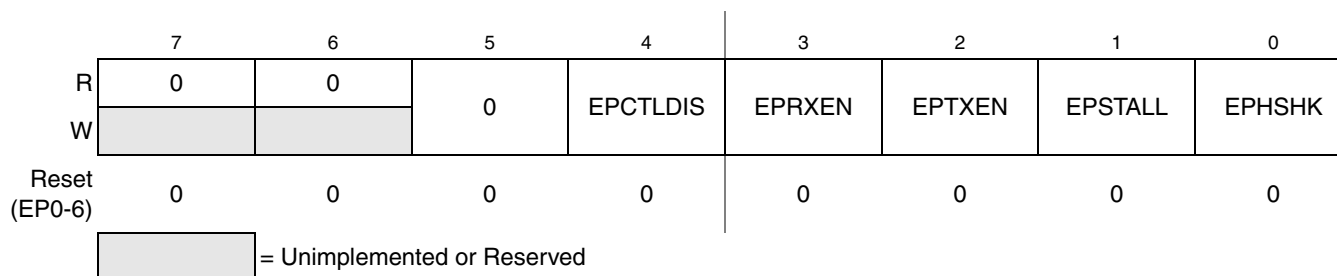 7 6 5 4 3 2 1 0
R 0 0 0 EPCTLDIS EPRXEN EPTXEN EPSTALL EPHSHK
W
Reset
(EP0-6) 0 0 0 0 0 0 0 0
= Unimplemented or Reserved